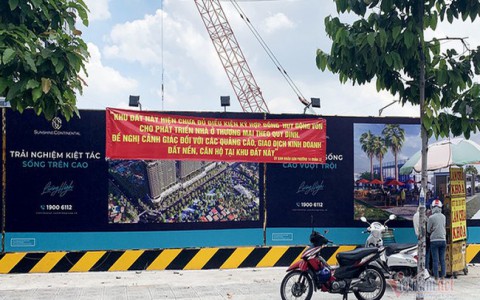 "KHU ĐẤT NÀY HIỆN CHƯA ĐỦ ĐIỀU KIỆN KÝ HỢP ĐỒNG HUY ĐỘNG VỐN
CHO PHÁT TRIỂN NHÀ Ở THƯƠNG MẠI THEO QUY ĐỊNH.
ĐỀ NGHỊ CẢNH GIÁC ĐỐI VỚI CÁC QUẢNG CÁO, GIAO DỊCH KINH DOANH
ĐẤT NỀN, CĂN HỘ TẠI KHU ĐẤT NÀY"
SUNSHINE CONTINENTAL
TRẢI NGHIỆM KIỆT TÁC
SỐNG TRÊN CAO
1900 6112
SỐNG
CAO VƯỢT TRỘI
1900 6112
KHOÁ